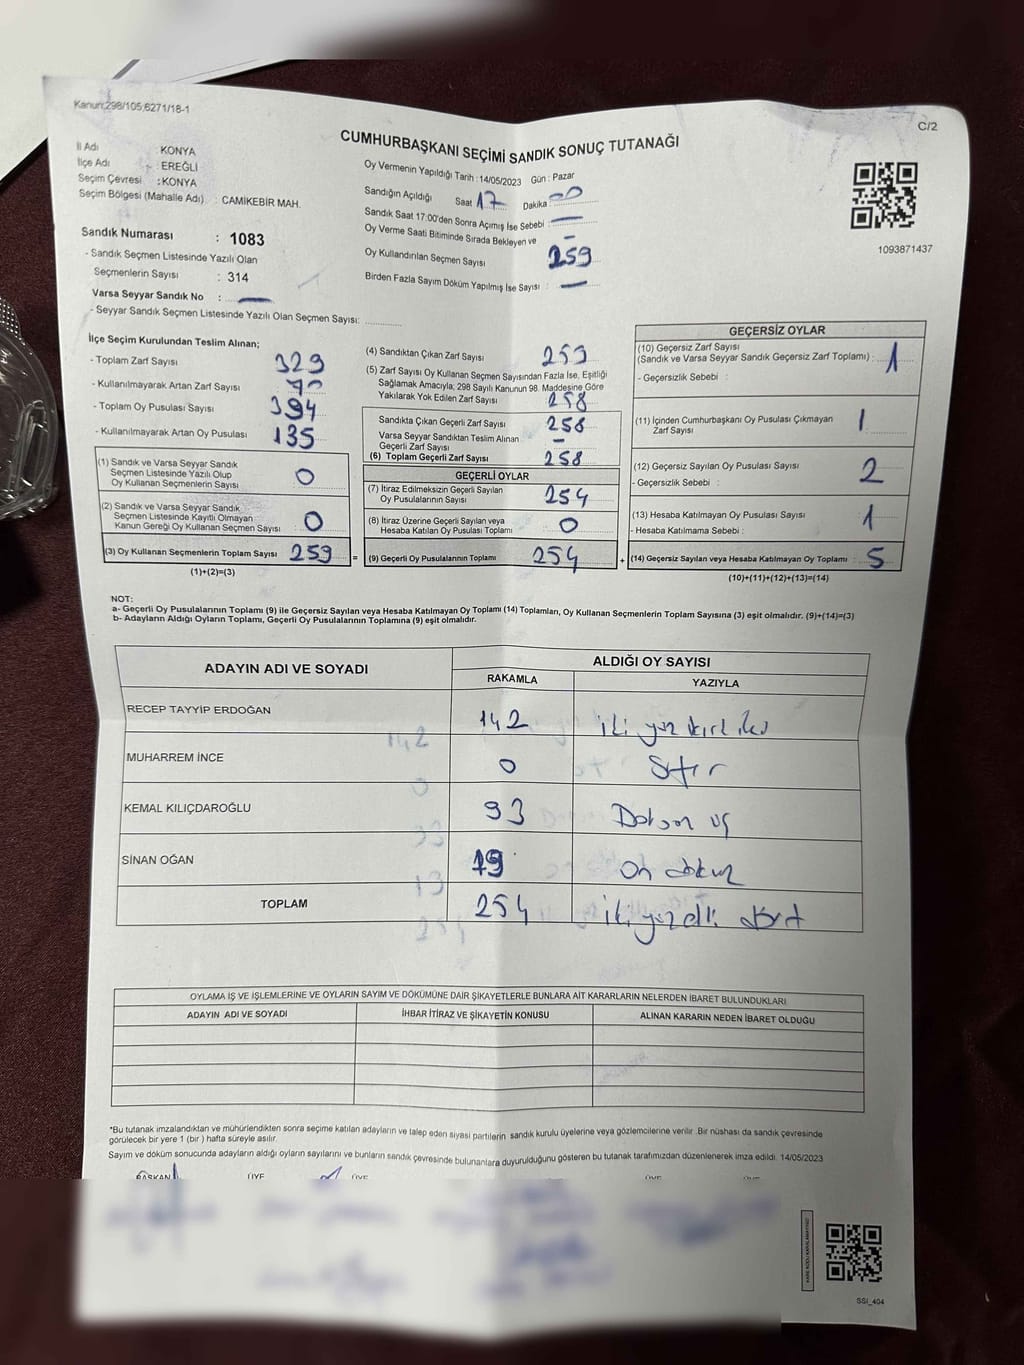 Kanun:298/105,6271/18-1
C/2
CUMHURBAŞKANI SEÇİMİ SANDIK SONUÇ TUTANAĞI
İl Adı : KONYA
İlçe Adı : EREĞLİ
Seçim Çevresi : KONYA
Seçim Bölgesi (Mahalle Adı) : CAMİKEBİR MAH.
Oy Vermenin Yapıldığı Tarih : 14/05/2023 Gün : Pazar
Sandığın Açıldığı Saat 17 Dakika 00
Sandık Saat 17:00'den Sonra Açımış İse Sebebi : —
Oy Verme Saati Bitiminde Sırada Bekleyen ve –
Oy Kullandırılan Seçmen Sayısı 259
Birden Fazla Sayım Döküm Yapılmış İse Sayısı : —
1093871437
Sandık Numarası : 1083
- Sandık Seçmen Listesinde Yazılı Olan
Seçmenlerin Sayısı : 314
Varsa Seyyar Sandık No : —
- Seyyar Sandık Seçmen Listesinde Yazılı Olan Seçmen Sayısı:
İlçe Seçim Kurulundan Teslim Alınan;
- Toplam Zarf Sayısı 329
- Kullanılmayarak Artan Zarf Sayısı 70
- Toplam Oy Pusulası Sayısı 394
- Kullanılmayarak Artan Oy Pusulası 135
(1) Sandık ve Varsa Seyyar Sandık
Seçmen Listesinde Yazılı Olup
Oy Kullanan Seçmenlerin Sayısı 0
(2) Sandık ve Varsa Seyyar Sandık
Seçmen Listesinde Kayıtlı Olmayan
Kanun Gereği Oy Kullanan Seçmen Sayısı 0
(3) Oy Kullanan Seçmenlerin Toplam Sayısı 259 =
(1)+(2)=(3)
(4) Sandıktan Çıkan Zarf Sayısı 259
(5) Zarf Sayısı Oy Kullanan Seçmen Sayısından Fazla İse, Eşitliği
Sağlamak Amacıyla, 298 Sayılı Kanunun 98. Maddesine Göre
Yakılarak Yok Edilen Zarf Sayısı 258
Sandıkta Çıkan Geçerli Zarf Sayısı 258
Varsa Seyyar Sandıktan Teslim Alınan
Geçerli Zarf Sayısı –
(6) Toplam Geçerli Zarf Sayısı 258
GEÇERLİ OYLAR
(7) İtiraz Edilmeksizin Geçerli Sayılan
Oy Pusulalarının Sayısı 254
(8) İtiraz Üzerine Geçerli Sayılan veya
Hesaba Katılan Oy Pusulası Toplamı 0
(9) Geçerli Oy Pusulalarının Toplamı 254 +
GEÇERSİZ OYLAR
(10) Geçersiz Zarf Sayısı
(Sandık ve Varsa Seyyar Sandık Geçersiz Zarf Toplamı) : 1
- Geçersizlik Sebebi :
(11) İçinden Cumhurbaşkanı Oy Pusulası Çıkmayan
Zarf Sayısı 1
(12) Geçersiz Sayılan Oy Pusulası Sayısı 2
- Geçersizlik Sebebi :
(13) Hesaba Katılmayan Oy Pusulası Sayısı 1
- Hesaba Katılmama Sebebi :
(14) Geçersiz Sayılan veya Hesaba Katılmayan Oy Toplamı : 5
(10)+(11)+(12)+(13)=(14)
NOT:
a- Geçerli Oy Pusulalarının Toplamı (9) ile Geçersiz Sayılan veya Hesaba Katılmayan Oy Toplamı (14) Toplamları, Oy Kullanan Seçmenlerin Toplam Sayısına (3) eşit olmalıdır. (9)+(14)=(3)
b- Adayların Aldığı Oyların Toplamı, Geçerli Oy Pusulalarının Toplamına (9) eşit olmalıdır.
ADAYIN ADI VE SOYADI ALDIĞI OY SAYISI
RAKAMLA YAZIYLA
RECEP TAYYİP ERDOĞAN 142 iki yüz kırk iki
MUHARREM İNCE 0 Sıfır
KEMAL KILIÇDAROĞLU 93 Doksan üç
SİNAN OĞAN 19 On dokuz
TOPLAM 254 iki yüz elli dört
OYLAMA İŞ VE İŞLEMLERİNE VE OYLARIN SAYIM VE DÖKÜMÜNE DAİR ŞİKAYETLERLE BUNLARA AİT KARARLARIN NELERDEN İBARET BULUNDUKLARI
ADAYIN ADI VE SOYADI İHBAR İTİRAZ VE ŞİKAYETİN KONUSU ALINAN KARARIN NEDEN İBARET OLDUĞU
*Bu tutanak imzalandıktan ve mühürlendikten sonra seçime katılan adayların ve talep eden siyasi partilerin sandık kurulu üyelerine veya gözlemcilerine verilir .Bir nüshası da sandık çevresinde
görülecek bir yere 1 (bir ) hafta süreyle asılır.
Sayım ve döküm sonucunda adayların aldığı oyların sayılarını ve bunların sandık çevresinde bulunanlara duyurulduğunu gösteren bu tutanak tarafımızdan düzenlenerek imza edildi. 14/05/2023
BAŞKAN ÜYE ÜYE ÜYE ÜYE
KARE KODU KARALAMAYINIZ!
SSI_404